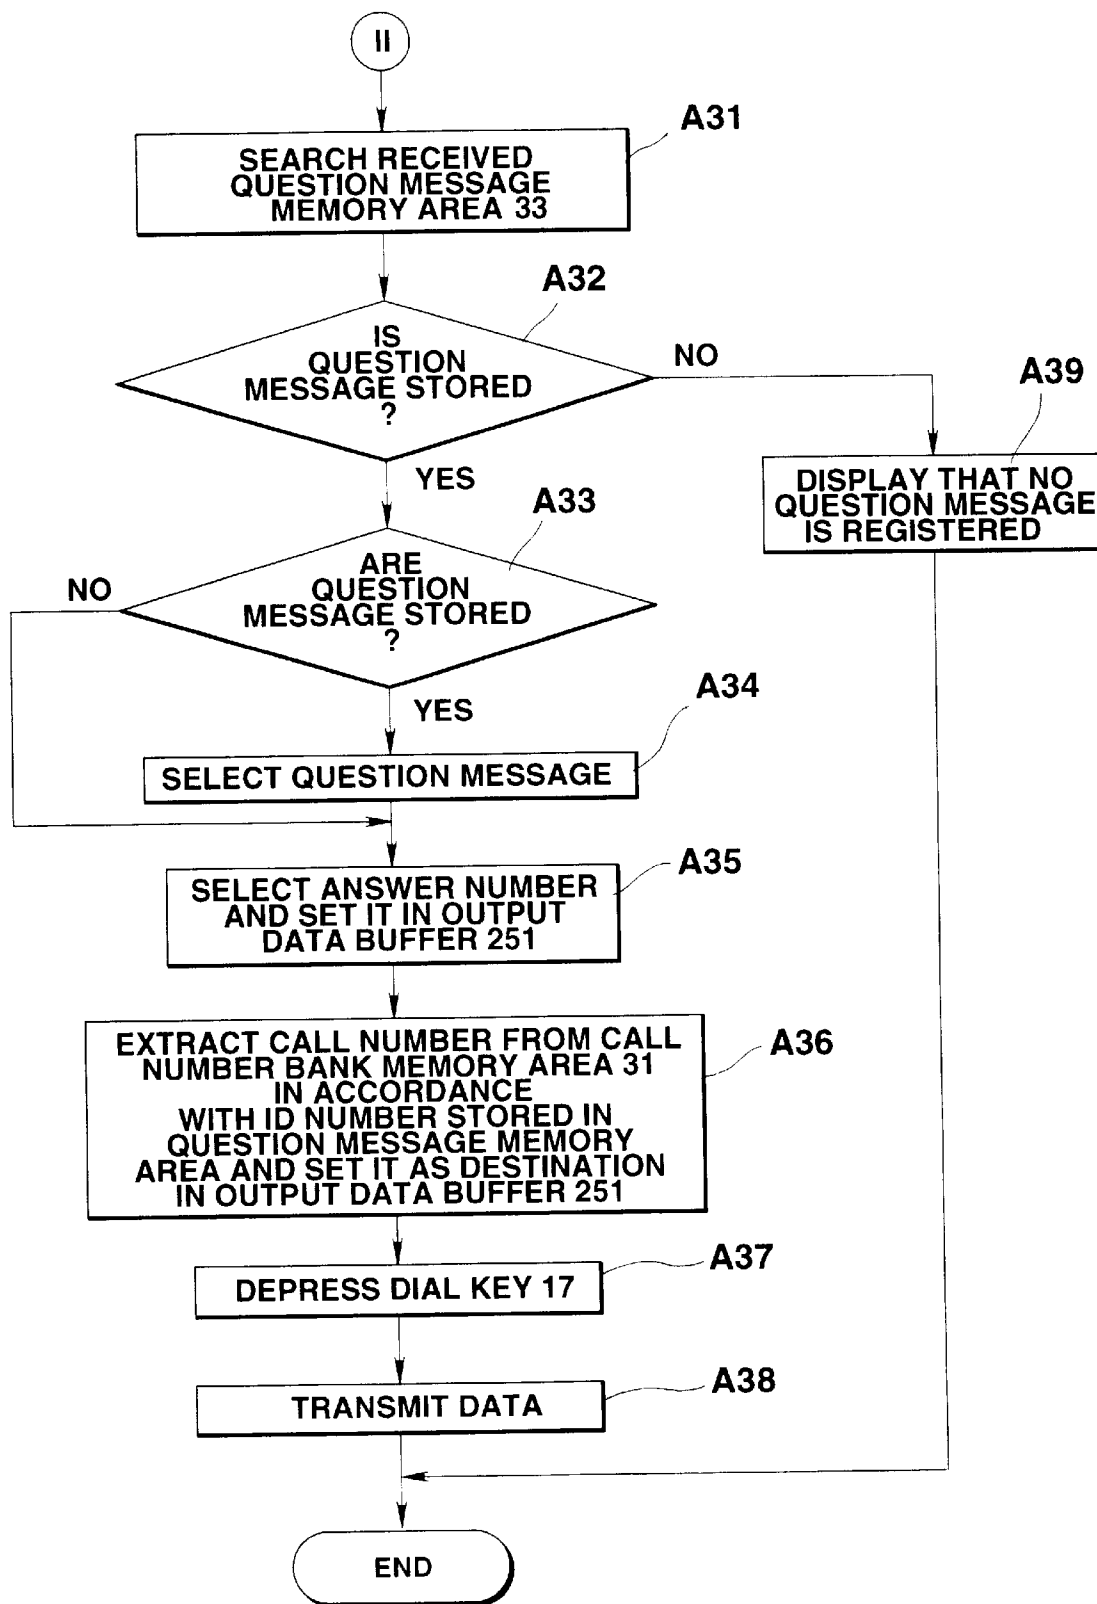 II
A31
SEARCH RECEIVED
QUESTION MESSAGE
MEMORY AREA 33
A32
IS
QUESTION
MESSAGE STORED
?
NO
YES
A39
DISPLAY THAT NO
QUESTION MESSAGE
IS REGISTERED
A33
ARE
QUESTION
MESSAGE STORED
?
NO
YES
A34
SELECT QUESTION MESSAGE
A35
SELECT ANSWER NUMBER
AND SET IT IN OUTPUT
DATA BUFFER 251
A36
EXTRACT CALL NUMBER FROM CALL
NUMBER BANK MEMORY AREA 31
IN ACCORDANCE
WITH ID NUMBER STORED IN
QUESTION MESSAGE MEMORY
AREA AND SET IT AS DESTINATION
IN OUTPUT DATA BUFFER 251
A37
DEPRESS DIAL KEY 17
A38
TRANSMIT DATA
END